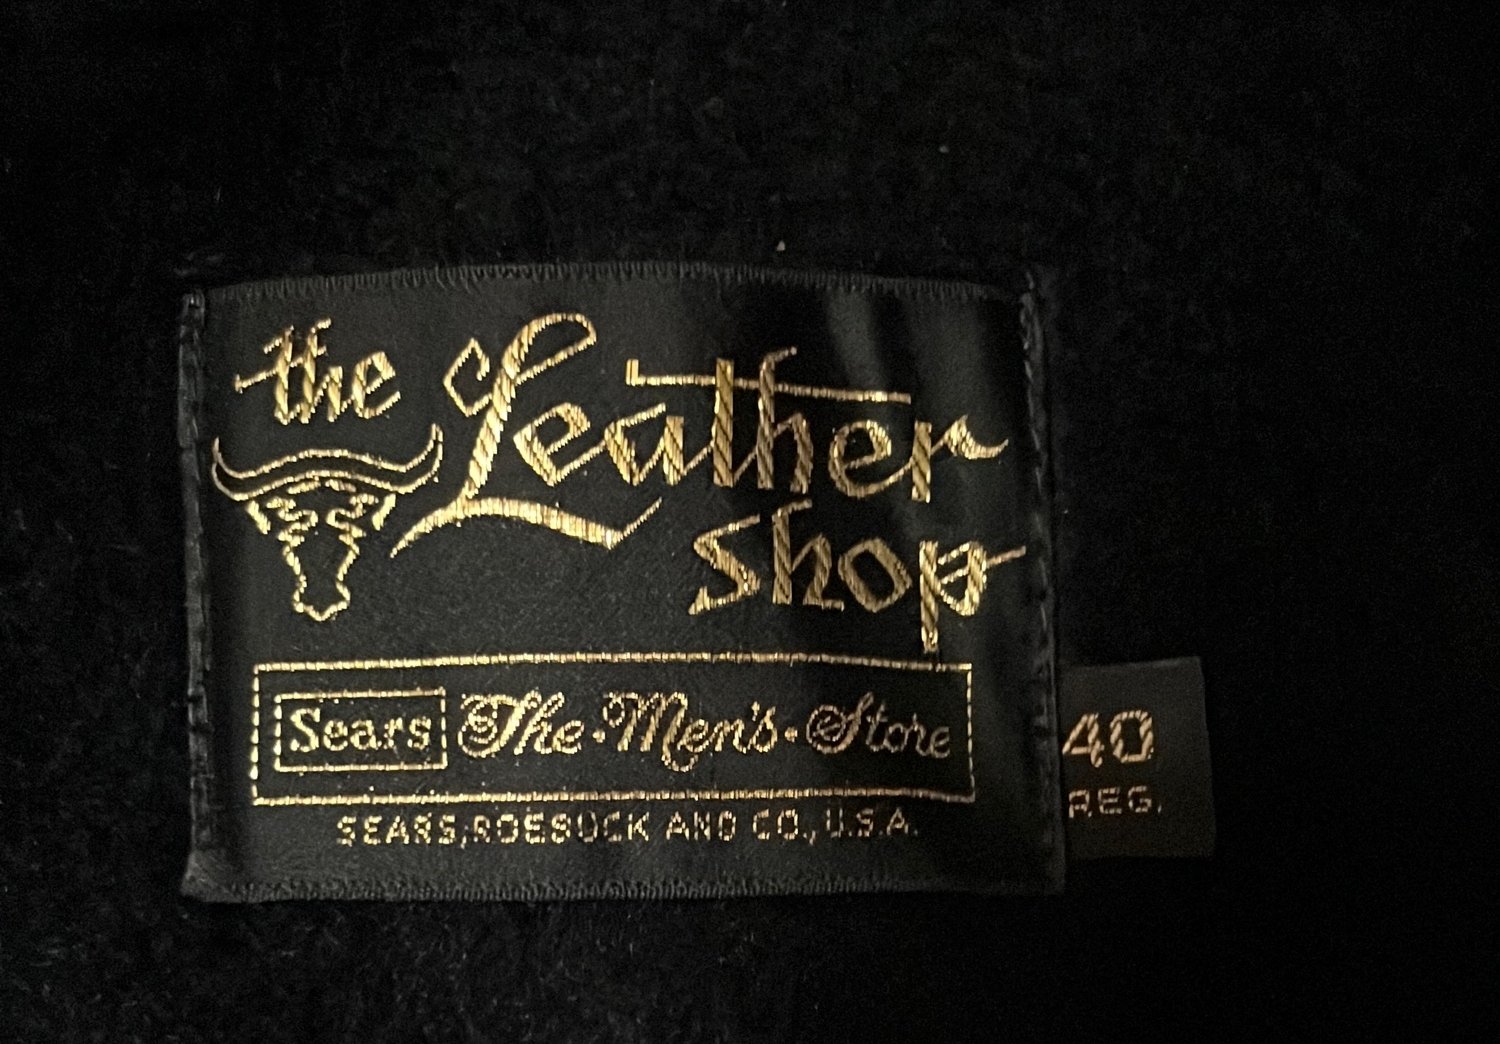 the Leather
Shop
Sears The·Men's·Store
SEARS, ROEBUCK AND CO., U.S.A.
40
REG.